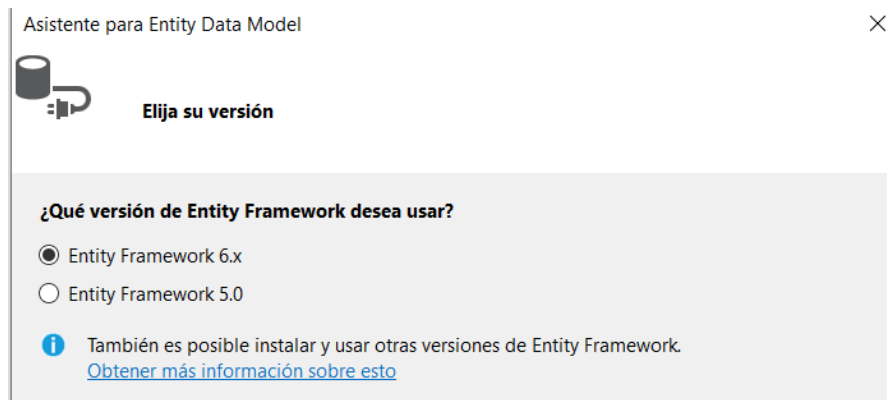 Asistente para Entity Data Model
Elija su versión
¿Qué versión de Entity Framework desea usar?
Entity Framework 6.x
Entity Framework 5.0
También es posible instalar y usar otras versiones de Entity Framework.
Obtener más información sobre esto